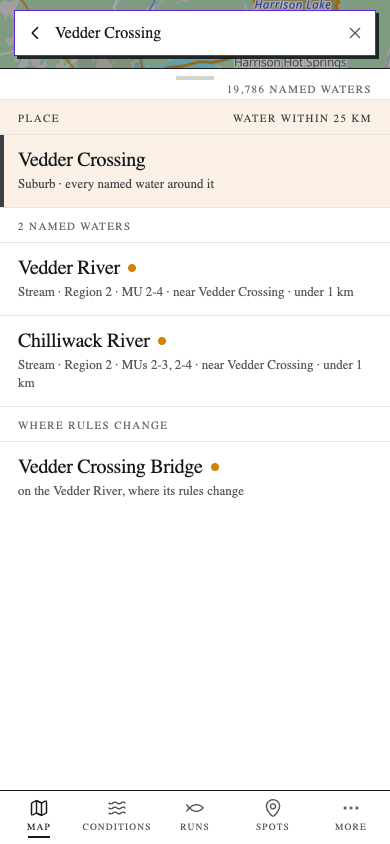 Harrison Lake
Vedder Crossing
Harrison Hot Springs
19,786 NAMED WATERS
PLACE
WATER WITHIN 25 KM
Vedder Crossing
Suburb · every named water around it
2 NAMED WATERS
Vedder River
Stream · Region 2 · MU 2-4 · near Vedder Crossing · under 1 km
Chilliwack River
Stream · Region 2 · MUs 2-3, 2-4 · near Vedder Crossing · under 1
km
WHERE RULES CHANGE
Vedder Crossing Bridge
on the Vedder River, where its rules change
MAP
CONDITIONS
RUNS
SPOTS
MORE